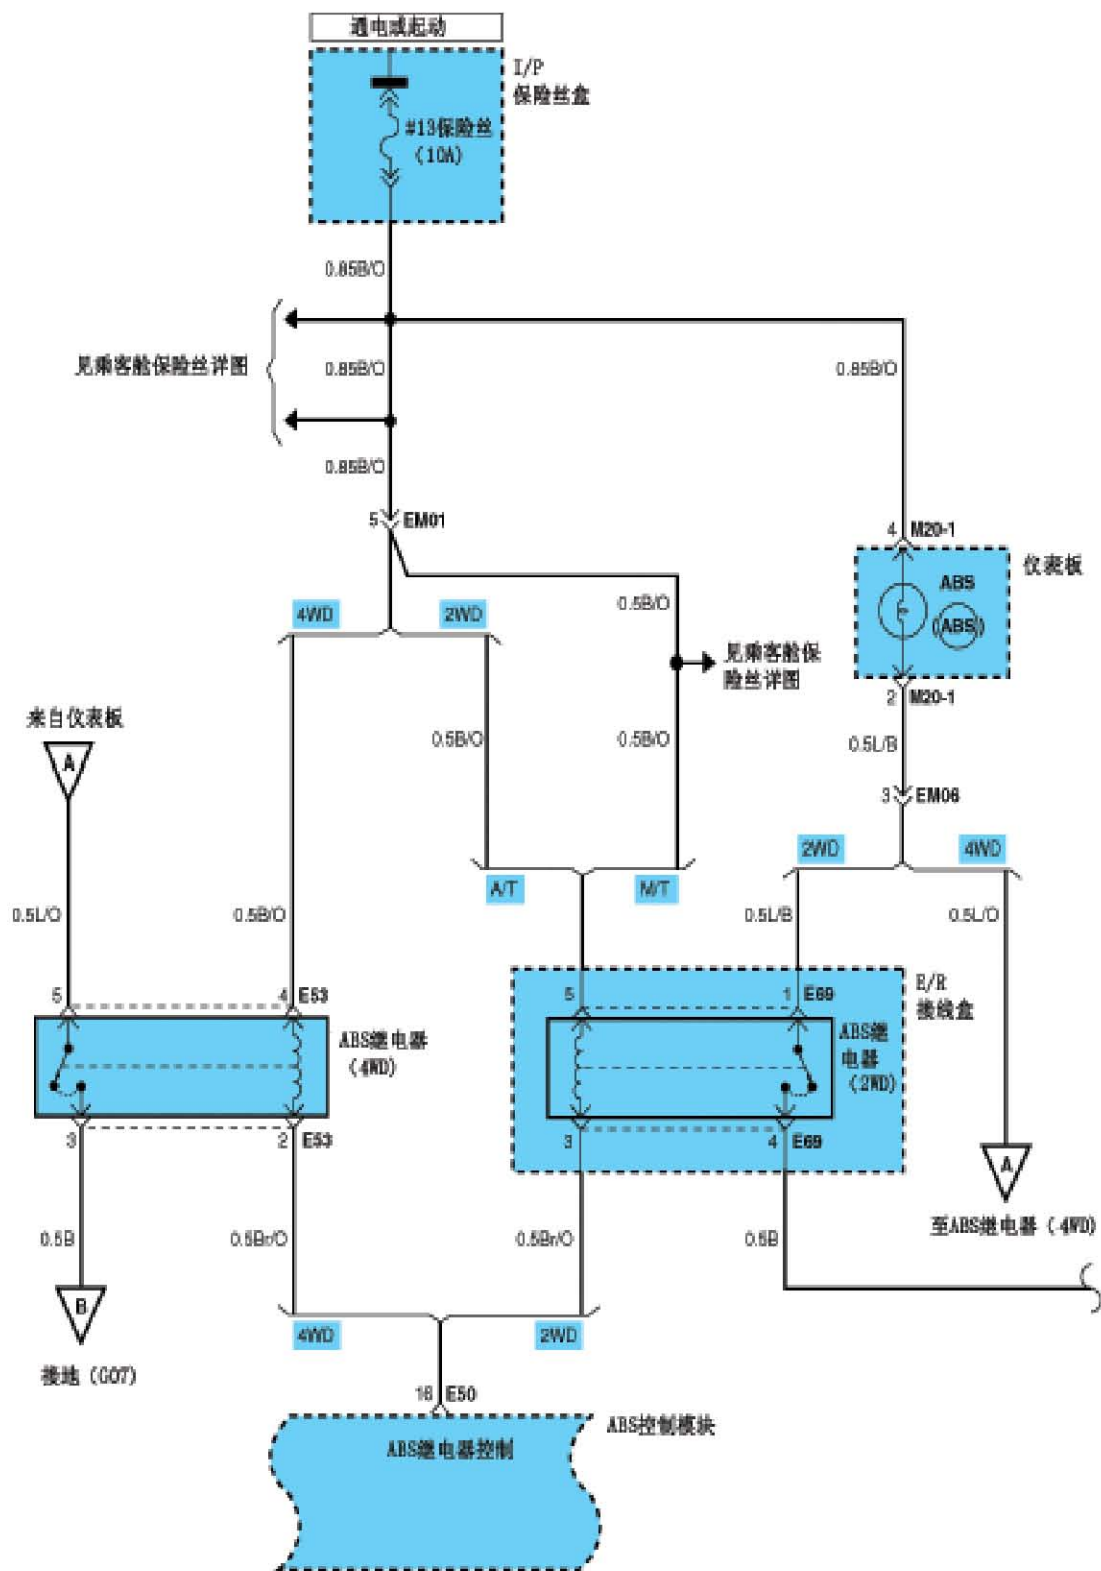 通电或起动
I/P
保险丝盒
#13保险丝
(10A)
0.85B/O
见乘客舱保险丝详图
0.85B/O
0.85B/O
0.85B/O
5
EM01
4
M20-1
仪表板
ABS
(ABS)
0.5B/O
4WD
2WD
见乘客舱保
险丝详图
2
M20-1
来自仪表板
A
0.5B/O
0.5B/O
0.5L/B
3
EM06
2WD
4WD
A/T
M/T
0.5L/O
0.5B/O
0.5L/B
0.5L/O
E/R
接线盒
5
4
E53
5
1
E69
ABS继电器
(4WD)
ABS继
电器
(2WD)
3
2
E53
3
4
E69
A
至ABS继电器(4WD)
0.5B
0.5Br/O
0.5Br/O
0.5B
B
4WD
2WD
接地(G07)
16
E50
ABS控制模块
ABS继电器控制